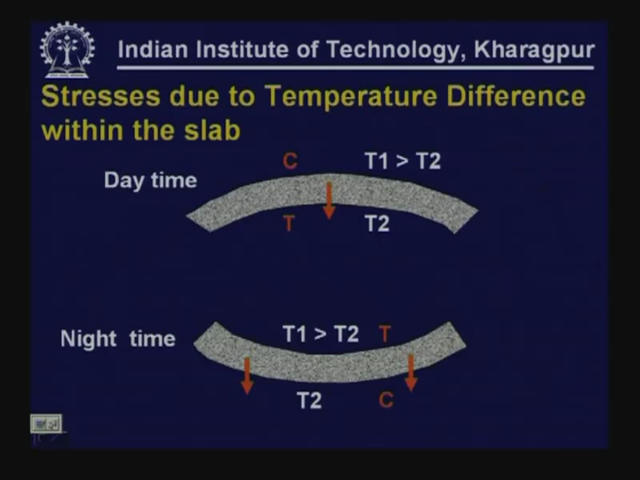 Indian Institute of Technology, Kharagpur
Stresses due to Temperature Difference
within the slab
C T1 > T2
Day time
T T2
Night time T1 > T2 T
T2 C